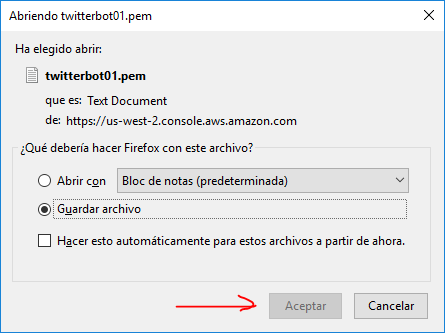 Abriendo twitterbot01.pem
Ha elegido abrir:
twitterbot01.pem
que es: Text Document
de: https://us-west-2.console.aws.amazon.com
¿Qué debería hacer Firefox con este archivo?
Abrir con Bloc de notas (predeterminada)
Guardar archivo
Hacer esto automáticamente para estos archivos a partir de ahora.
Aceptar Cancelar